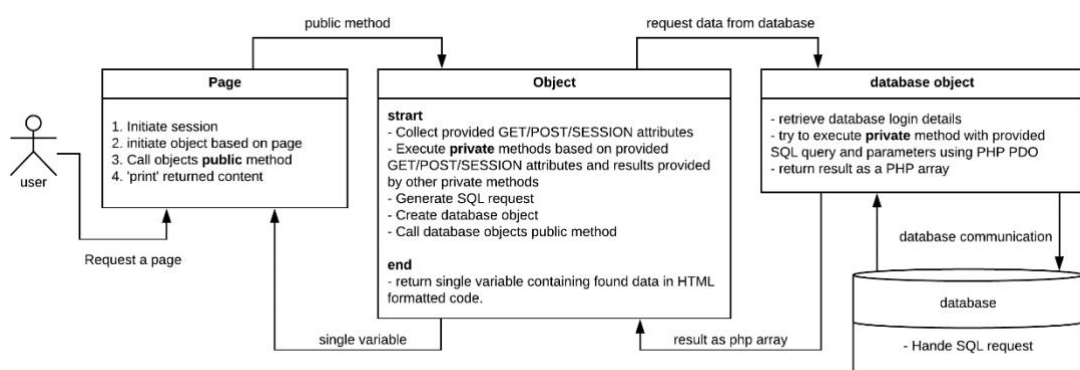 public method
request data from database
Page
1. Initiate session
2. initiate object based on page
3. Call objects public method
4. 'print' returned content
user
Request a page
Object
strart
- Collect provided GET/POST/SESSION attributes
- Execute private methods based on provided
GET/POST/SESSION attributes and results provided
by other private methods
- Generate SQL request
- Create database object
- Call database objects public method
end
- return single variable containing found data in HTML
formatted code.
database object
- retrieve database login details
- try to execute private method with provided
SQL query and parameters using PHP PDO
- return result as a PHP array
database communication
database
- Hande SQL request
single variable
result as php array